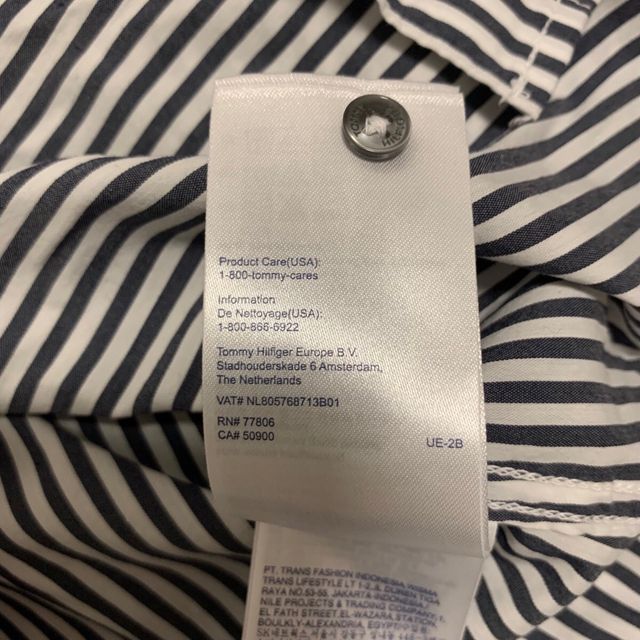 Product Care(USA):
1-800-tommy-cares
Information
De Nettoyage(USA):
1-800-866-6922
Tommy Hilfiger Europe B.V.
Stadhouderskade 6 Amsterdam,
The Netherlands
VAT# NL805768713B01
RN# 77806
CA# 50900
UE-2B
PT. TRANS FASHION INDONESIA
TRANS LIFESTYLE LT
RAYA NO.53-55, JAKARTA
NILE PROJECTS & TRADING
EL FATH STREET, EL-WAZARA
BOULKLY-ALEXANDRIA, EGYPT